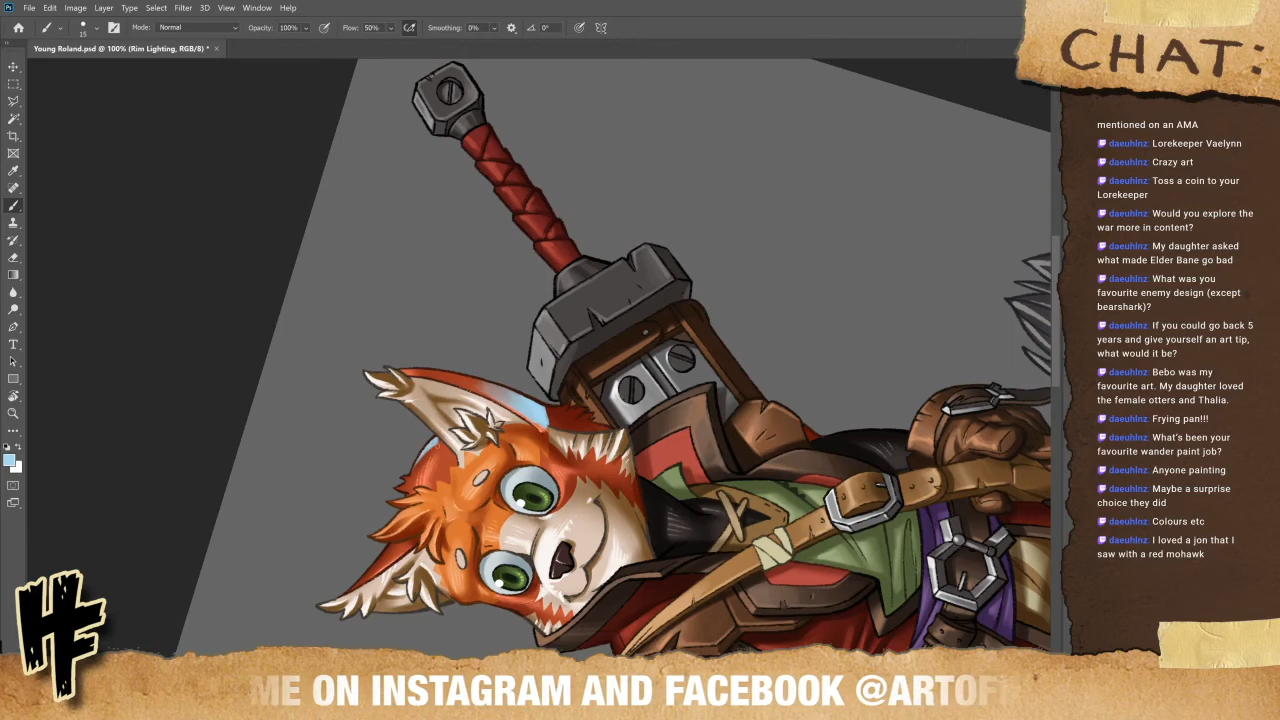 File Edit Image Layer Type Select Filter 3D View Window Help
15 Mode: Normal Opacity: 100% Flow: 50% Smoothing: 0% 0°
Young Roland.psd @ 100% (Rim Lighting, RGB/8) *
CHAT:
mentioned on an AMA
daeuhlnz: Lorekeeper Vaelynn
daeuhlnz: Crazy art
daeuhlnz: Toss a coin to your
Lorekeeper
daeuhlnz: Would you explore the
war more in content?
daeuhlnz: My daughter asked
what made Elder Bane go bad
daeuhlnz: What was you
favourite enemy design (except
bearshark)?
daeuhlnz: If you could go back 5
years and give yourself an art tip,
what would it be?
daeuhlnz: Bebo was my
favourite art. My daughter loved
the female otters and Thalia.
daeuhlnz: Frying pan!!!
daeuhlnz: What's been your
favourite wander paint job?
daeuhlnz: Anyone painting
daeuhlnz: Maybe a surprise
choice they did
daeuhlnz: Colours etc
daeuhlnz: I loved a jon that I
saw with a red mohawk
HF
ME ON INSTAGRAM AND FACEBOOK @ARTOF